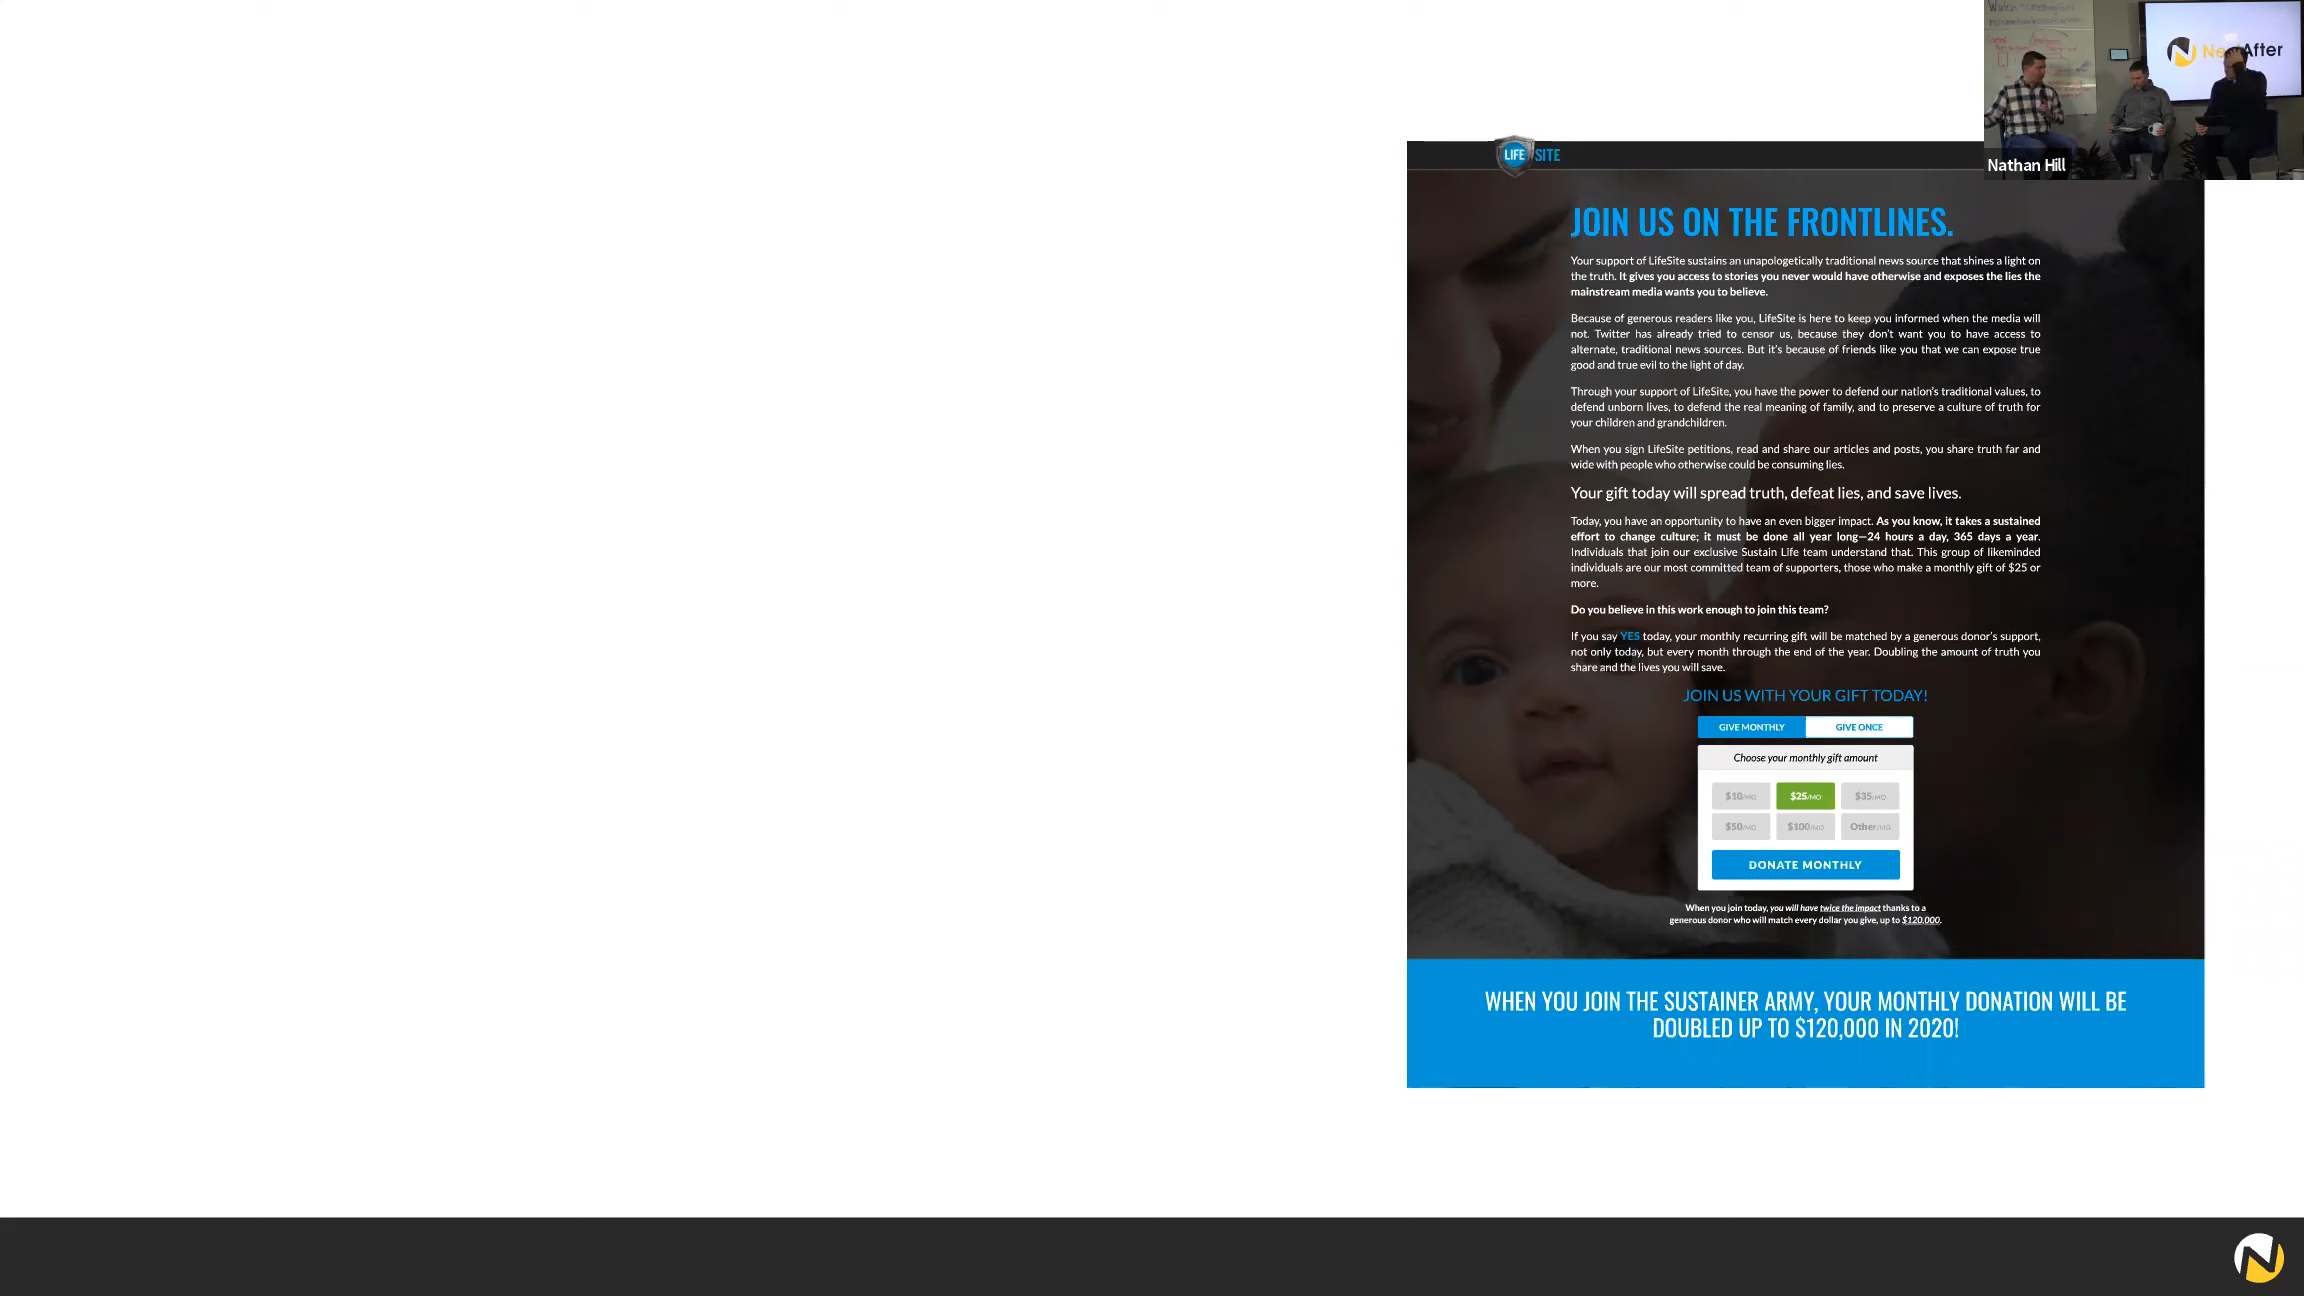 NextAfter
Nathan Hill
LIFE SITE
JOIN US ON THE FRONTLINES.
Your support of LifeSite sustains an unapologetically traditional news source that shines a light on
the truth. It gives you access to stories you never would have otherwise and exposes the lies the
mainstream media wants you to believe.
Because of generous readers like you, LifeSite is here to keep you informed when the media will
not. Twitter has already tried to censor us, because they don't want you to have access to
alternate, traditional news sources. But it's because of friends like you that we can expose true
good and true evil to the light of day.
Through your support of LifeSite, you have the power to defend our nation's traditional values, to
defend unborn lives, to defend the real meaning of family, and to preserve a culture of truth for
your children and grandchildren.
When you sign LifeSite petitions, read and share our articles and posts, you share truth far and
wide with people who otherwise could be consuming lies.
Your gift today will spread truth, defeat lies, and save lives.
Today, you have an opportunity to have an even bigger impact. As you know, it takes a sustained
effort to change culture; it must be done all year long—24 hours a day, 365 days a year.
Individuals that join our exclusive Sustain Life team understand that. This group of likeminded
individuals are our most committed team of supporters, those who make a monthly gift of $25 or
more.
Do you believe in this work enough to join this team?
If you say YES today, your monthly recurring gift will be matched by a generous donor's support,
not only today, but every month through the end of the year. Doubling the amount of truth you
share and the lives you will save.
JOIN US WITH YOUR GIFT TODAY!
GIVE MONTHLY GIVE ONCE
Choose your monthly gift amount
$10/MO $25/MO $35/MO
$50/MO $100/MO Other/MO
DONATE MONTHLY
When you join today, you will have twice the impact thanks to a
generous donor who will match every dollar you give, up to $120,000.
WHEN YOU JOIN THE SUSTAINER ARMY, YOUR MONTHLY DONATION WILL BE
DOUBLED UP TO $120,000 IN 2020!